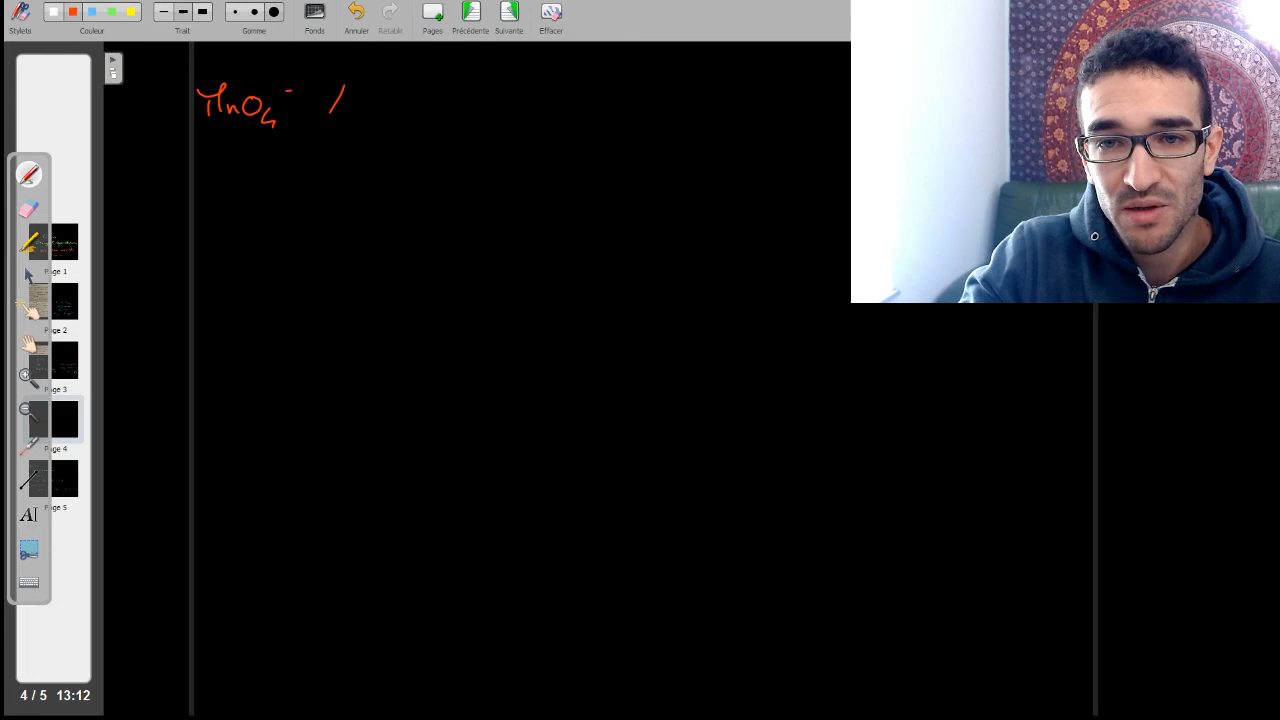 Stylets Couleur Trait Gomme Fonds Annuler Rétablir Pages Précédente Suivante Effacer
MnO4- /
Page 1
Page 2
Page 3
Page 4
Page 5
4 / 5 13:12